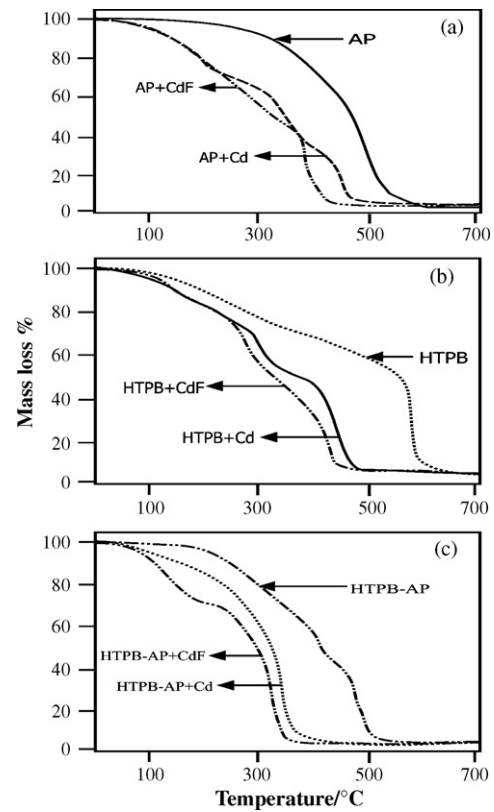 (a)
100
80
60
40
20
0
AP
AP+CdF
AP+Cd
100
300
500
700
(b)
100
80
60
40
20
0
HTPB
HTPB+CdF
HTPB+Cd
100
300
500
700
Mass loss %
(c)
100
80
60
40
20
0
HTPB-AP
HTPB-AP+CdF
HTPB-AP+Cd
100
300
500
700
Temperature/°C